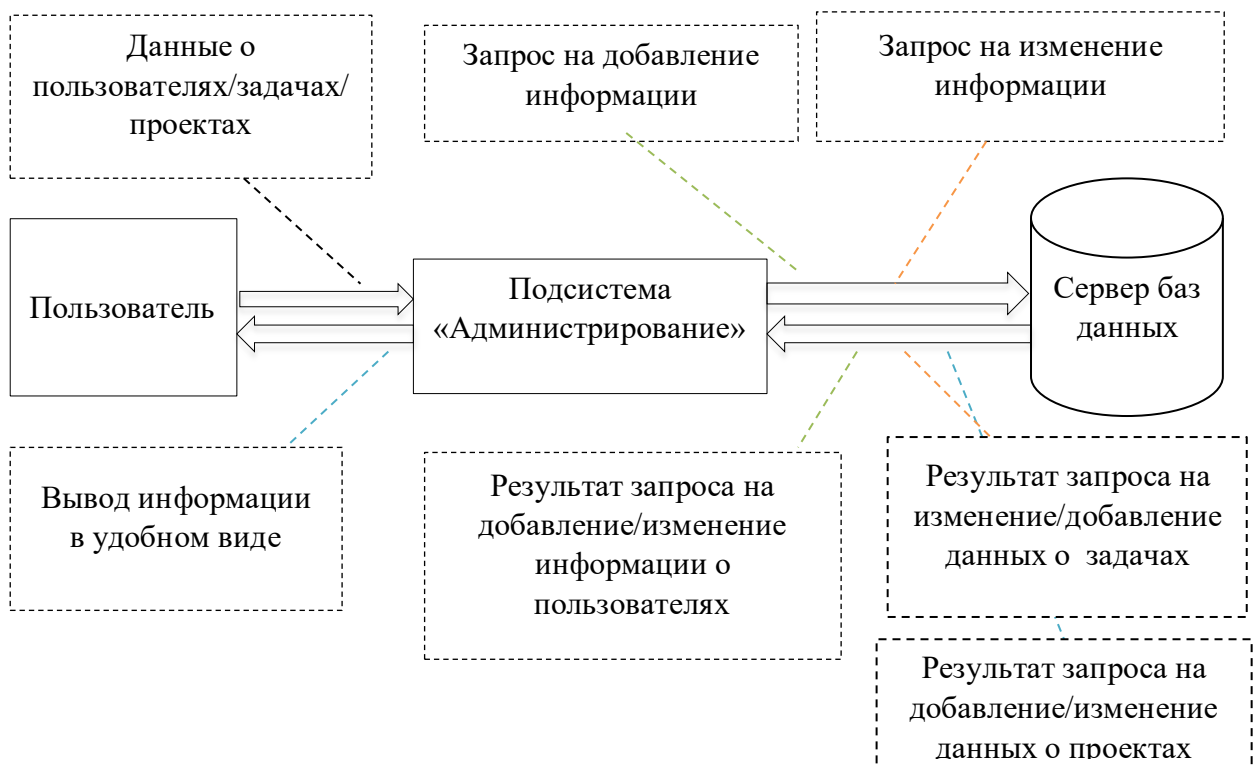 Данные о
пользователях/задачах/
проектах
Запрос на добавление
информации
Запрос на изменение
информации
Пользователь
Подсистема
«Администрирование»
Сервер баз
данных
Вывод информации
в удобном виде
Результат запроса на
добавление/изменение
информации о
пользователях
Результат запроса на
изменение/добавление
данных о задачах
Результат запроса на
добавление/изменение
данных о проектах